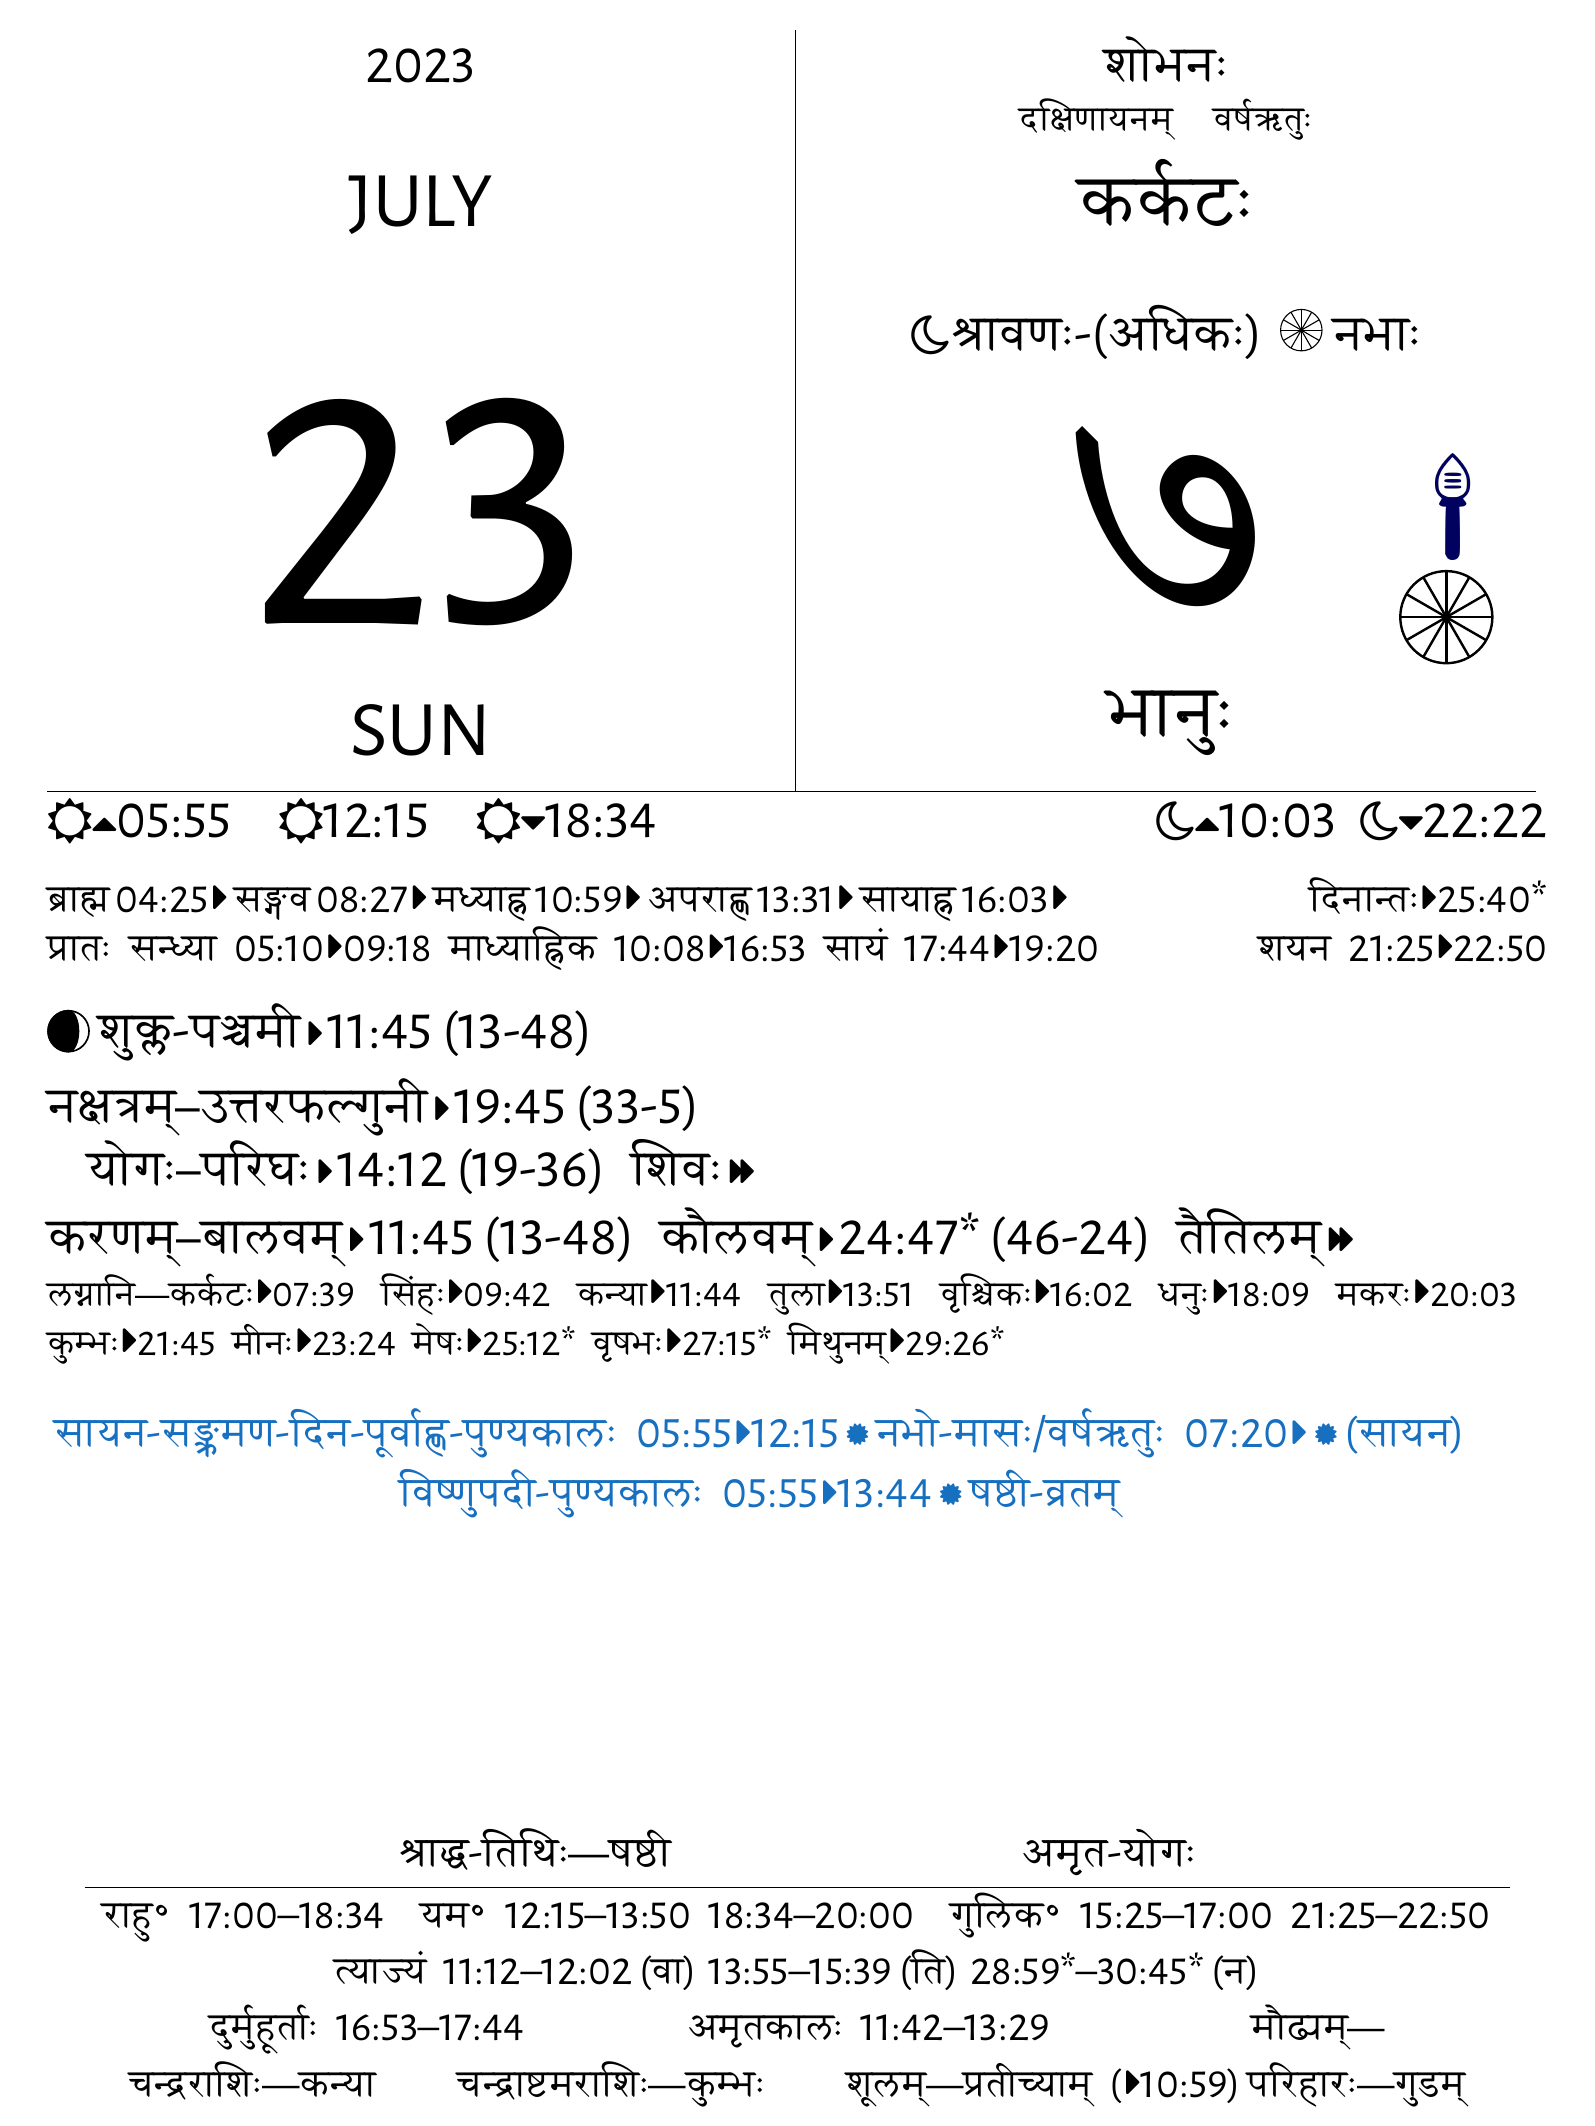 2023
JULY
23
SUN
शोभनः
दक्षिणायनम् वर्षऋतुः
कर्कटः
श्रावणः-(अधिकः) नभाः
७
भानुः
05:55 12:15 18:34 10:03 22:22
ब्राह्म 04:25 सङ्गव 08:27 मध्याह्न 10:59 अपराह्ण 13:31 सायाह्न 16:03 दिनान्तः 25:40*
प्रातः सन्ध्या 05:10 09:18 माध्याह्निक 10:08 16:53 सायं 17:44 19:20 शयन 21:25 22:50
शुक्ल-पञ्चमी 11:45 (13-48)
नक्षत्रम्–उत्तरफल्गुनी 19:45 (33-5)
योगः–परिघः 14:12 (19-36) शिवः
करणम्–बालवम् 11:45 (13-48) कौलवम् 24:47* (46-24) तैतिलम्
लग्नानि—कर्कटः 07:39 सिंहः 09:42 कन्या 11:44 तुला 13:51 वृश्चिकः 16:02 धनुः 18:09 मकरः 20:03
कुम्भः 21:45 मीनः 23:24 मेषः 25:12* वृषभः 27:15* मिथुनम् 29:26*
सायन-सङ्क्रमण-दिन-पूर्वाह्ण-पुण्यकालः 05:55 12:15 नभो-मासः/वर्षऋतुः 07:20 (सायन)
विष्णुपदी-पुण्यकालः 05:55 13:44 षष्ठी-व्रतम्
श्राद्ध-तिथिः—षष्ठी अमृत-योगः
राहु॰ 17:00–18:34 यम॰ 12:15–13:50 18:34–20:00 गुलिक॰ 15:25–17:00 21:25–22:50
त्याज्यं 11:12–12:02 (वा) 13:55–15:39 (ति) 28:59*–30:45* (न)
दुर्मुहूर्ताः 16:53–17:44 अमृतकालः 11:42–13:29 मौढ्यम्—
चन्द्रराशिः—कन्या चन्द्राष्टमराशिः—कुम्भः शूलम्—प्रतीच्याम् (10:59) परिहारः—गुडम्